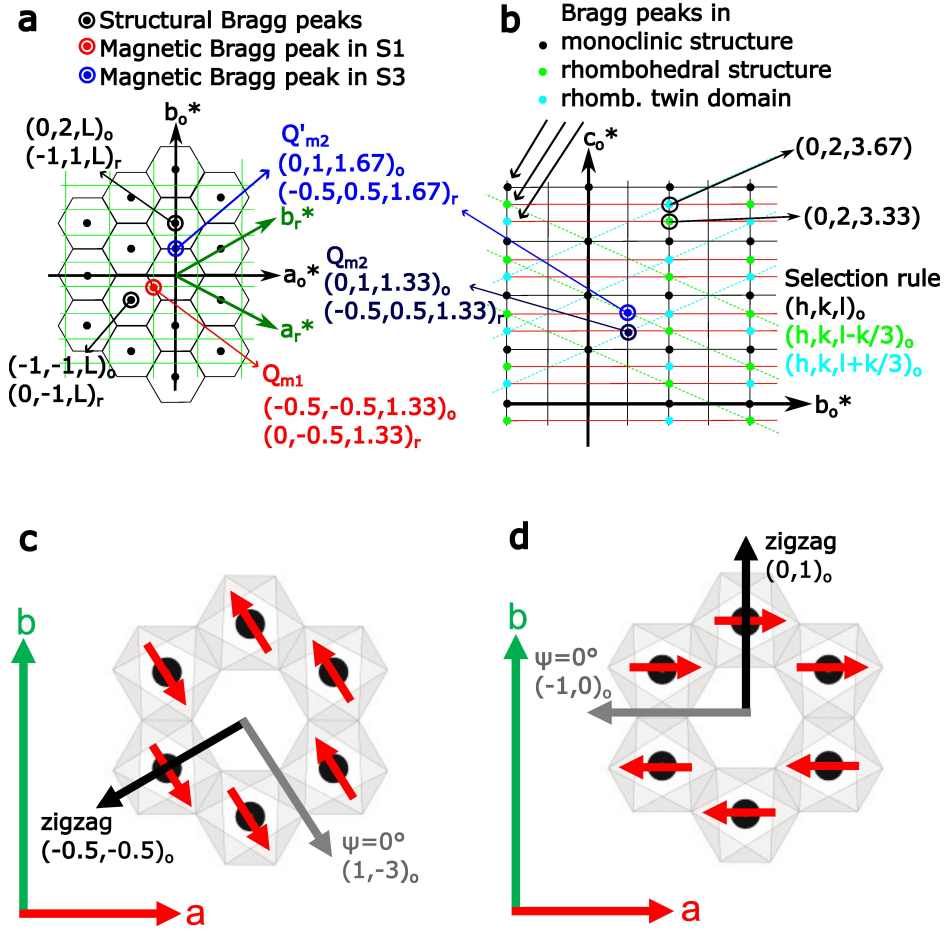 a
Structural Bragg peaks
Magnetic Bragg peak in S1
Magnetic Bragg peak in S3
bo*
(0,2,L)o
(-1,1,L)r
Q'm2
(0,1,1.67)o
(-0.5,0.5,1.67)r
br*
ao*
Qm2
(0,1,1.33)o
(-0.5,0.5,1.33)r
ar*
(-1,-1,L)o
(0,-1,L)r
Qm1
(-0.5,-0.5,1.33)o
(0,-0.5,1.33)r
b
Bragg peaks in
monoclinic structure
rhombohedral structure
rhomb. twin domain
co*
(0,2,3.67)
(0,2,3.33)
Selection rule
(h,k,l)o
(h,k,l-k/3)o
(h,k,l+k/3)o
bo*
c
b
zigzag
(-0.5,-0.5)o
ψ=0°
(1,-3)o
a
d
zigzag
(0,1)o
b
ψ=0°
(-1,0)o
a